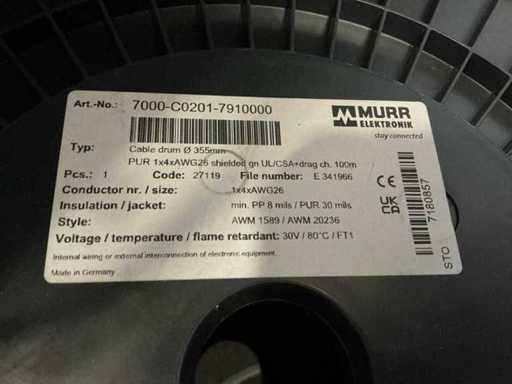 Art.-No.: 7000-C0201-7910000
MURR
ELEKTRONIK
stay connected
Typ: Cable drum Ø 355mm
PUR 1x4xAWG26 shielded gn UL/CSA+drag ch. 100m
Pcs.: 1 Code: 27119 File number: E 341966
Conductor nr. / size: 1x4xAWG26
Insulation / jacket: min. PP 8 mils / PUR 30 mils
Style: AWM 1589 / AWM 20236
Voltage / temperature / flame retardant: 30V / 80°C / FT1
Internal wiring or external interconnection of electronic equipment.
Made in Germany
CE
UKCA
STO 7180857